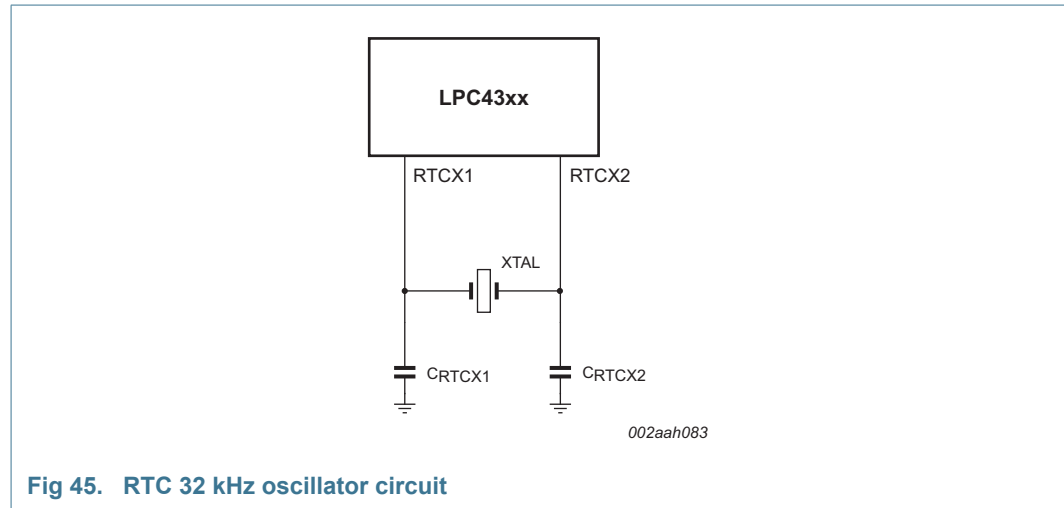 LPC43xx
RTCX1 RTCX2
XTAL
CRTCX1 CRTCX2
002aah083
Fig 45. RTC 32 kHz oscillator circuit